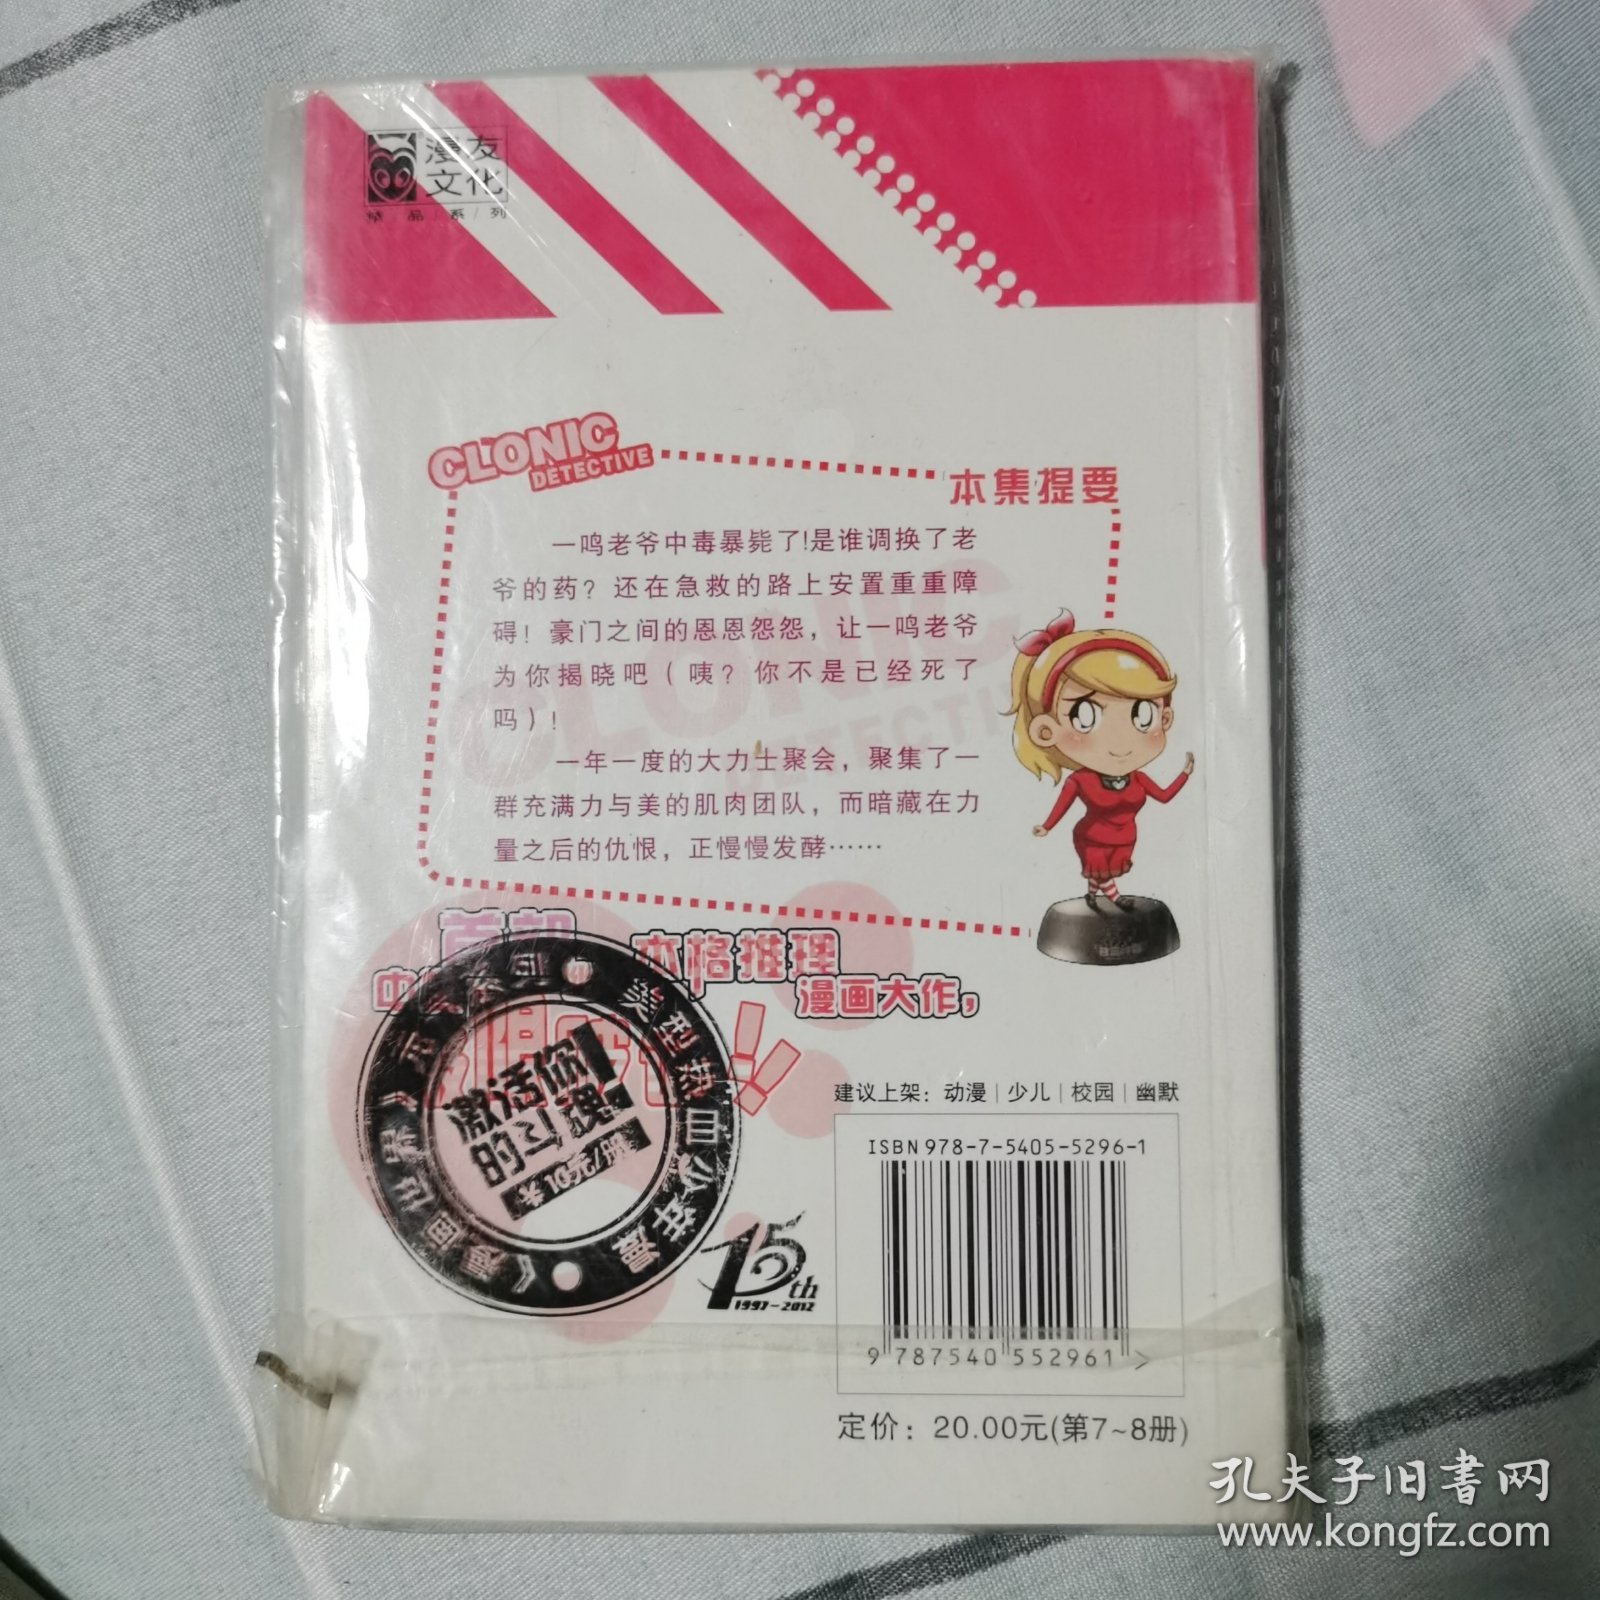 漫友
文化
精/品/系/列
CLONIC
DETECTIVE
本集提要
一鸣老爷中毒暴毙了!是谁调换了老
爷的药？还在急救的路上安置重重障
碍！豪门之间的恩恩怨怨，让一鸣老爷
为你揭晓吧（咦？你不是已经死了
吗）！
一年一度的大力士聚会，聚集了一
群充满力与美的肌肉团队，而暗藏在力
量之后的仇恨，正慢慢发酵……
本格推理
漫画大作，
激活你
的斗魂!
10元/册
15th
1997-2012
建议上架：动漫|少儿|校园|幽默
ISBN 978-7-5405-5296-1
9 787540 552961 >
定价：20.00元(第7~8册)
孔夫子旧书网
www.kongfz.com